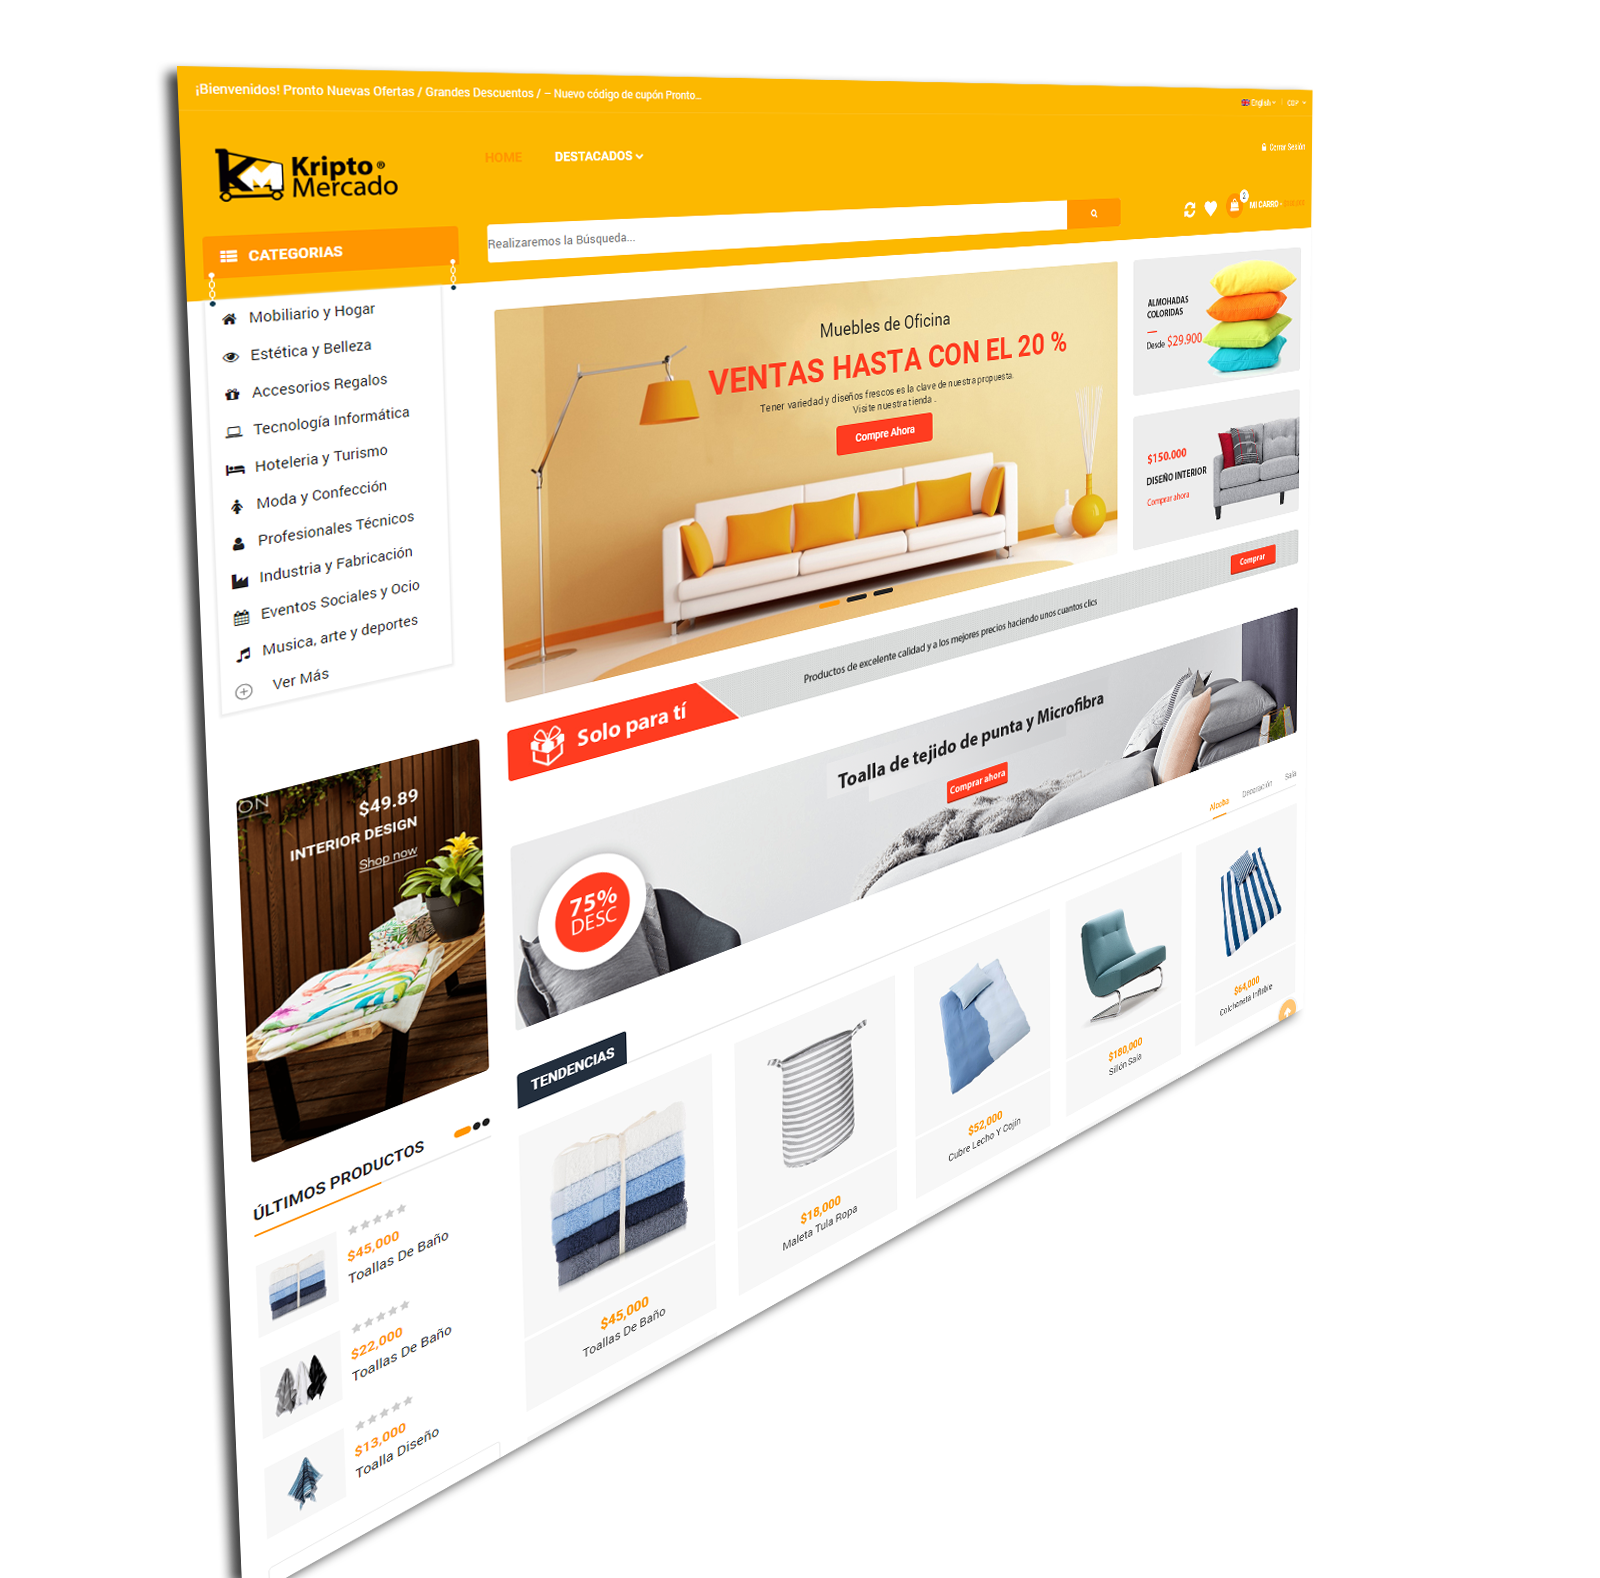 ¡Bienvenidos! Pronto Nuevas Ofertas / Grandes Descuentos / – Nuevo código de cupón Pronto...
English
COP
Kripto®
Mercado
HOME
DESTACADOS
Cerrar Sesión
Realizaremos la Búsqueda...
2
MI CARRO -
CATEGORIAS
Mobiliario y Hogar
Estética y Belleza
Accesorios Regalos
Tecnología Informática
Hoteleria y Turismo
Moda y Confección
Profesionales Técnicos
Industria y Fabricación
Eventos Sociales y Ocio
Musica, arte y deportes
Ver Más
Muebles de Oficina
VENTAS HASTA CON EL 20 %
Tener variedad y diseños frescos es la clave de nuestra propuesta.
Visite nuestra tienda .
Compre Ahora
ALMOHADAS
COLORIDAS
Desde $29.900
$150.000
DISEÑO INTERIOR
Comprar ahora
Solo para tí
Productos de excelente calidad y a los mejores precios haciendo unos cuantos clics
Comprar
Toalla de tejido de punta y Microfibra
Comprar ahora
75%
DESC
ON
$49.89
INTERIOR DESIGN
Shop now
TENDENCIAS
Alcoba
Decoración
Sala
$45,000
Toallas De Baño
$18,000
Maleta Tula Ropa
$52,000
Cubre Lecho Y Cojín
$180,000
Sillón Sala
$64,000
Colchoneta Inflible
ÚLTIMOS PRODUCTOS
$45,000
Toallas De Baño
$22,000
Toallas De Baño
$13,000
Toalla Diseño